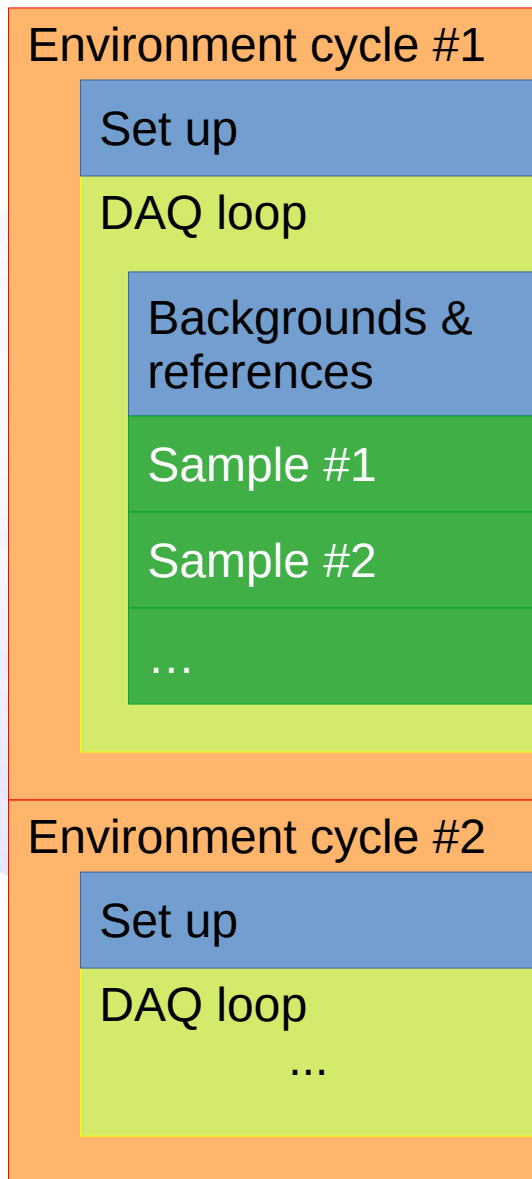 Environment cycle #1
Set up
DAQ loop
Backgrounds &
references
Sample #1
Sample #2
…
Environment cycle #2
Set up
DAQ loop
...